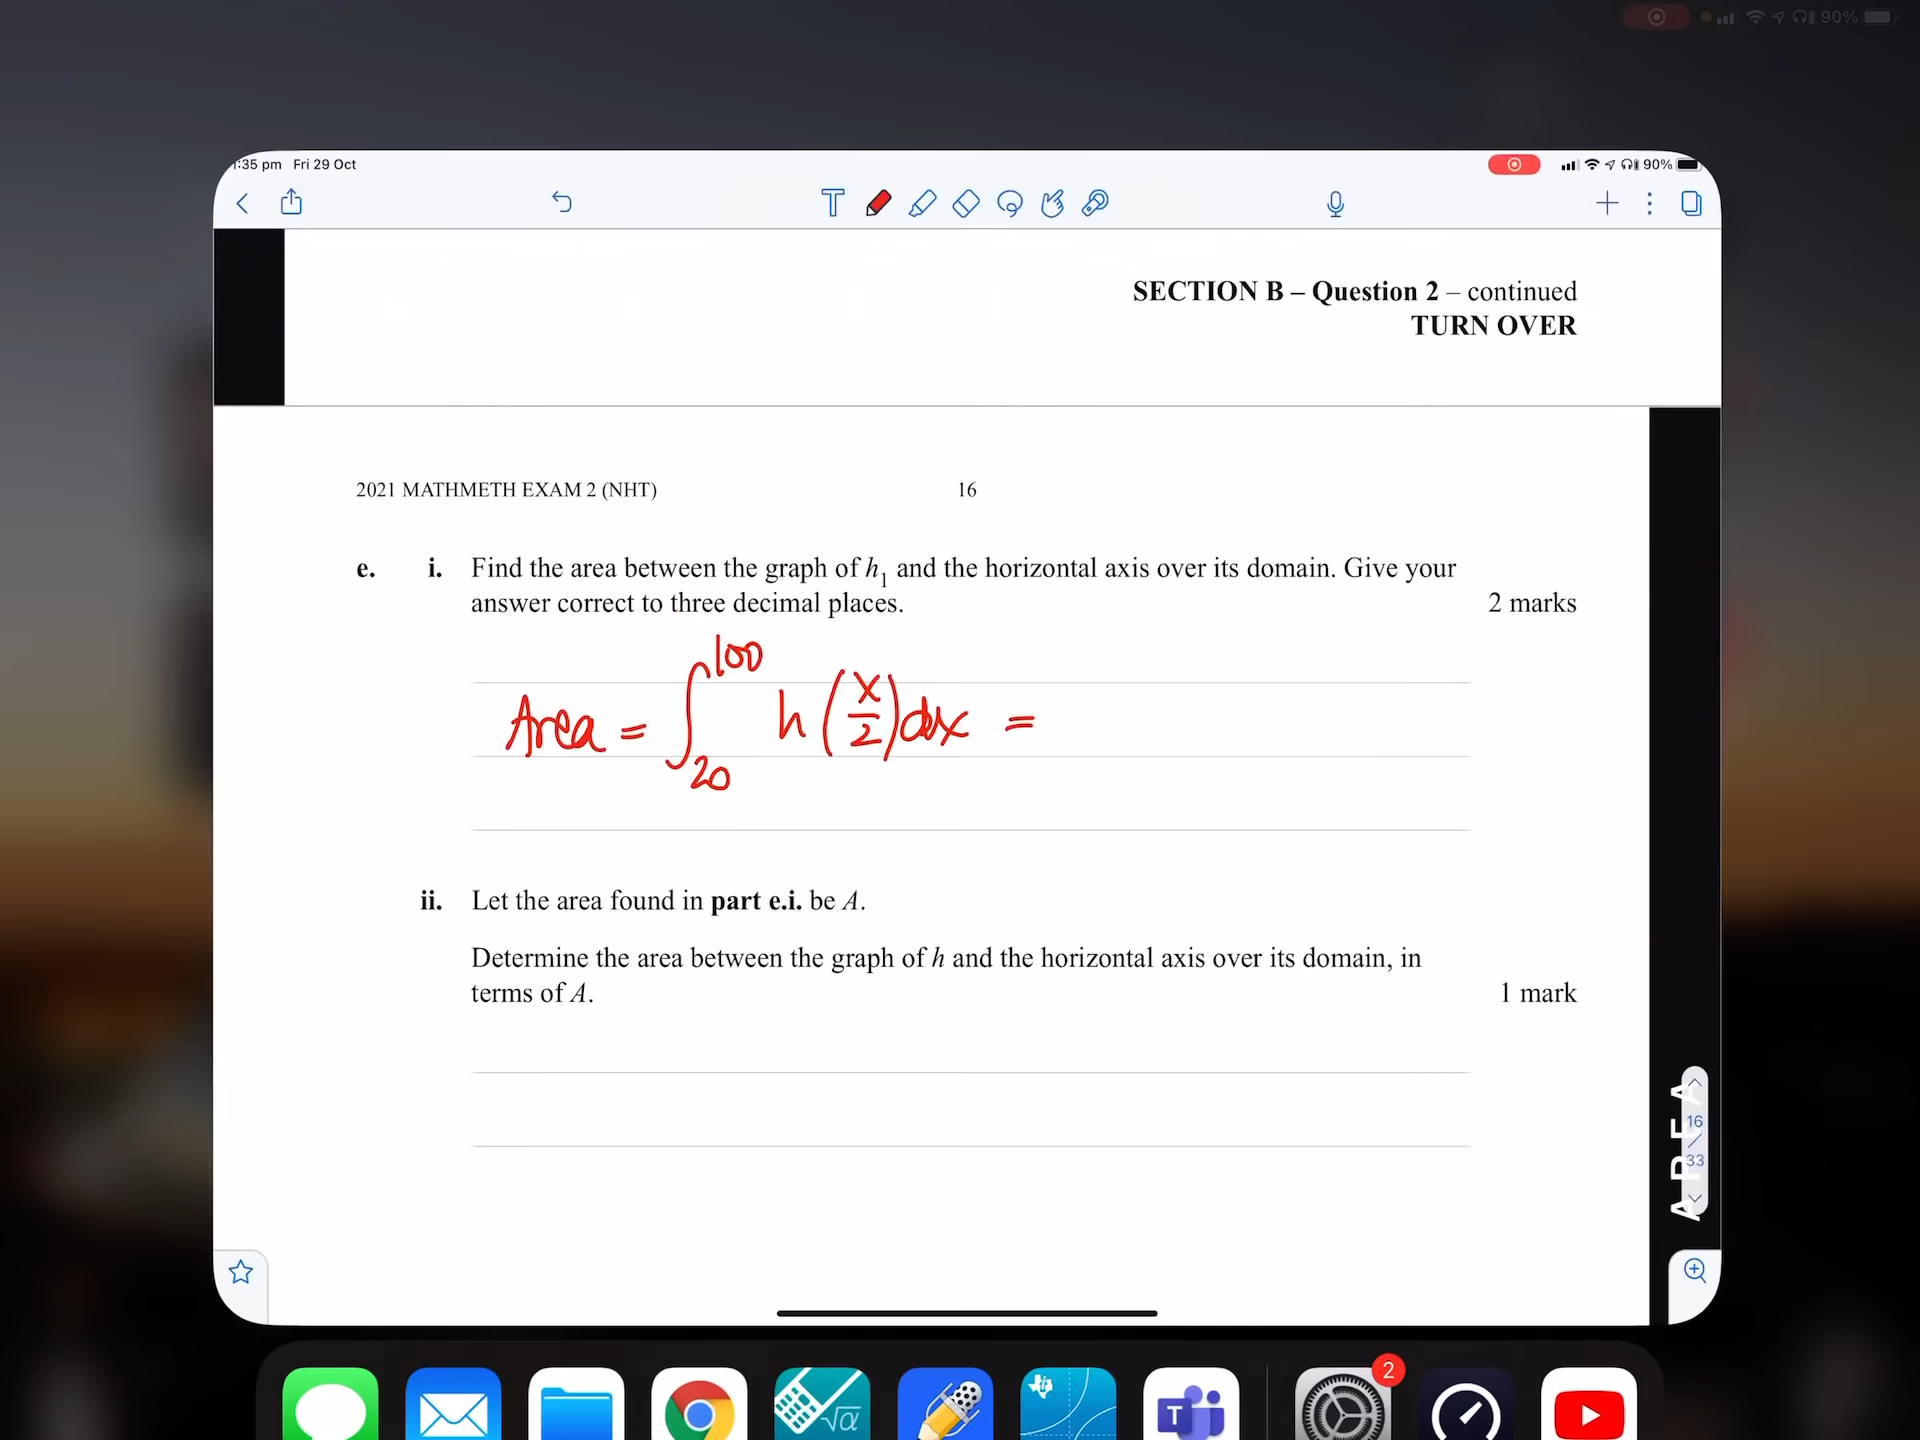 90%
1:35 pm Fri 29 Oct
90%
T
SECTION B – Question 2 – continued
TURN OVER
2021 MATHMETH EXAM 2 (NHT)
16
e. i. Find the area between the graph of h₁ and the horizontal axis over its domain. Give your
answer correct to three decimal places.
2 marks
Area = ∫₂₀¹⁰⁰ h(x/2)dx =
ii. Let the area found in part e.i. be A.
Determine the area between the graph of h and the horizontal axis over its domain, in
terms of A.
1 mark
AREA
16
/
33
√α
T
2